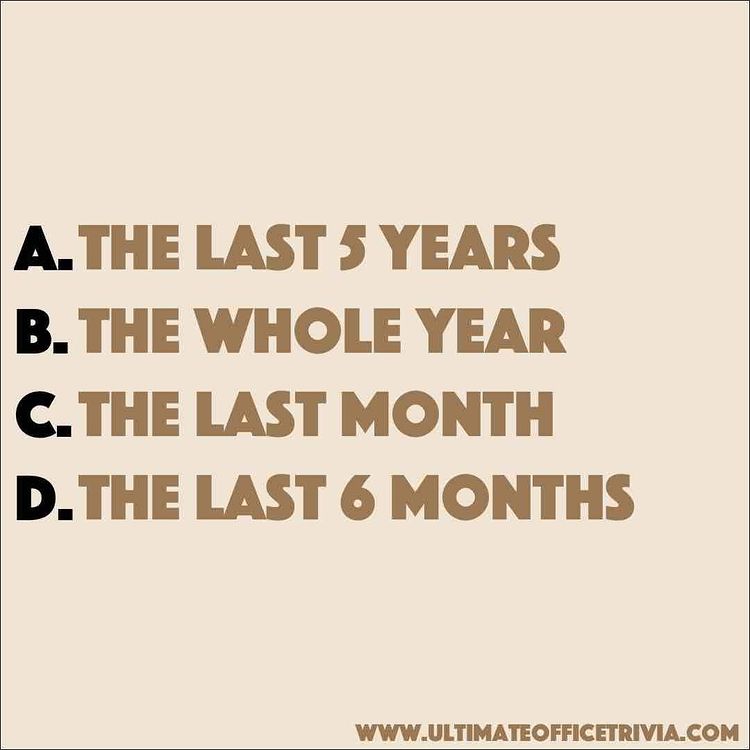 A. THE LAST 5 YEARS
B. THE WHOLE YEAR
C. THE LAST MONTH
D. THE LAST 6 MONTHS
WWW.ULTIMATEOFFICETRIVIA.COM